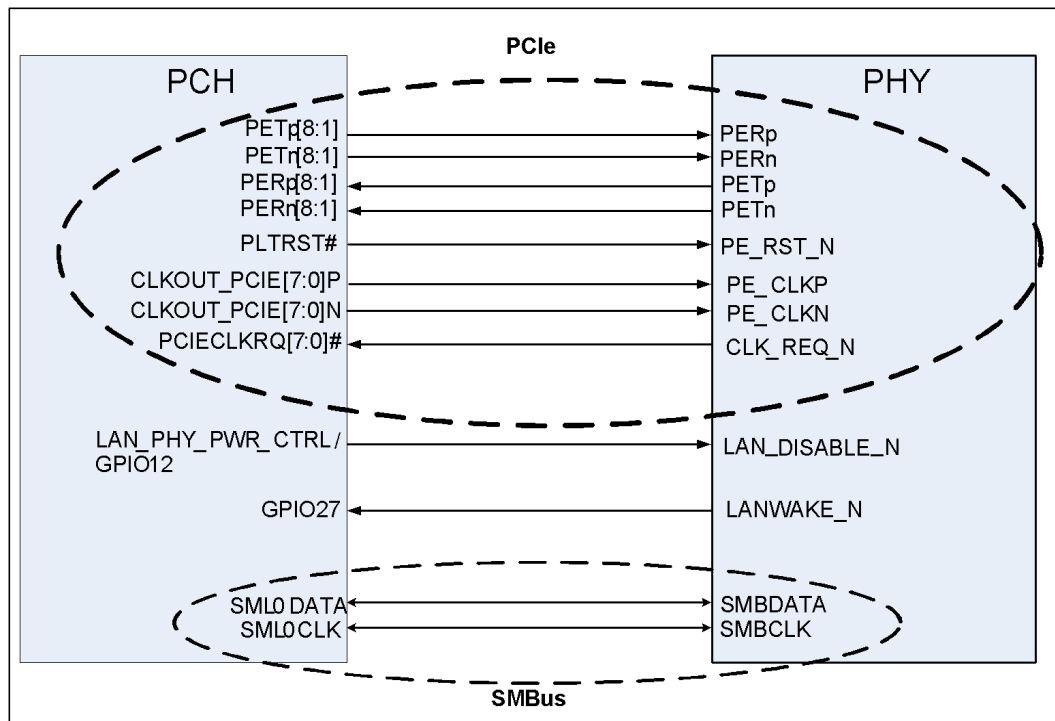 PCIe
PCH
PHY
PETp[8:1]
PERp
PETn[8:1]
PERn
PERp[8:1]
PETp
PERn[8:1]
PETn
PLTRST#
PE_RST_N
CLKOUT_PCIE[7:0]P
PE_CLKP
CLKOUT_PCIE[7:0]N
PE_CLKN
PCIECLKRQ[7:0]#
CLK_REQ_N
LAN_PHY_PWR_CTRL/
GPIO12
LAN_DISABLE_N
GPIO27
LANWAKE_N
SML0DATA
SMBDATA
SML0CLK
SMBCLK
SMBus